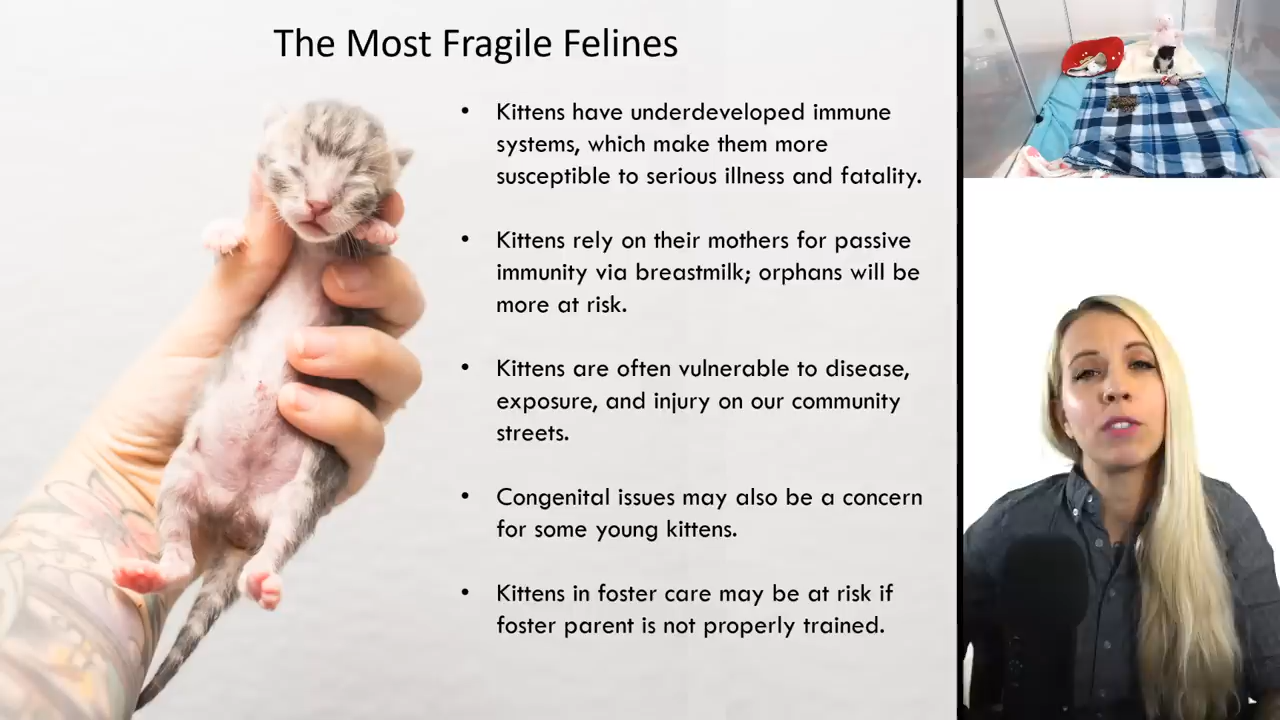 The Most Fragile Felines
• Kittens have underdeveloped immune
systems, which make them more
susceptible to serious illness and fatality.
• Kittens rely on their mothers for passive
immunity via breastmilk; orphans will be
more at risk.
• Kittens are often vulnerable to disease,
exposure, and injury on our community
streets.
• Congenital issues may also be a concern
for some young kittens.
• Kittens in foster care may be at risk if
foster parent is not properly trained.